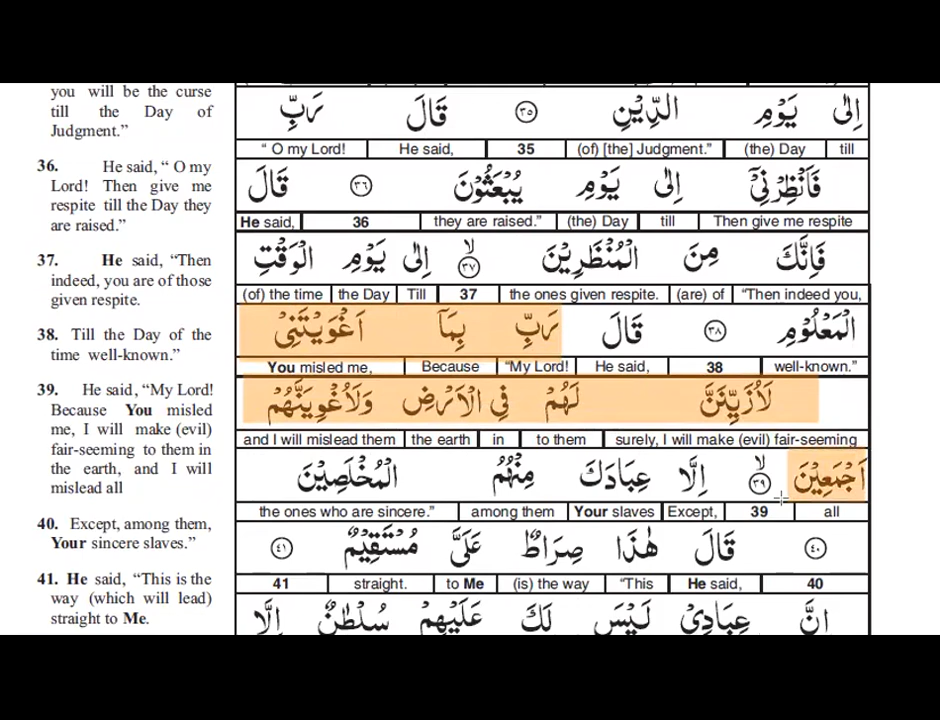 you will be the curse
till the Day of
Judgment.”
36. He said, “ O my
Lord! Then give me
respite till the Day they
are raised.”
37. He said, “Then
indeed, you are of those
given respite.
38. Till the Day of the
time well-known.”
39. He said, “My Lord!
Because You misled
me, I will make (evil)
fair-seeming to them in
the earth, and I will
mislead all
40. Except, among them,
Your sincere slaves.”
41. He said, “This is the
way (which will lead)
straight to Me.
اِلٰى يَوْمِ الدِّيْنِ ٣٥ قَالَ رَبِّ
till (the) Day (of) [the] Judgment.” 35 He said, “ O my Lord!
فَاَنْظِرْنِيْٓ اِلٰى يَوْمِ يُبْعَثُوْنَ ٣٦ قَالَ
Then give me respite till (the) Day they are raised.” 36 He said,
فَاِنَّكَ مِنَ الْمُنْظَرِيْنَ ٣٧ اِلٰى يَوْمِ الْوَقْتِ
“Then indeed you, (are) of the ones given respite. 37 Till the Day (of) the time
الْمَعْلُوْمِ ٣٨ قَالَ رَبِّ بِمَآ اَغْوَيْتَنِيْ
well-known.” 38 He said, “My Lord! Because You misled me,
لَاُزَيِّنَنَّ لَهُمْ فِي الْاَرْضِ وَلَاُغْوِيَنَّهُمْ
surely, I will make (evil) fair-seeming to them in the earth and I will mislead them
اَجْمَعِيْنَ ٣٩ اِلَّا عِبَادَكَ مِنْهُمُ الْمُخْلَصِيْنَ
all 39 Except, Your slaves among them the ones who are sincere.”
٤٠ قَالَ هٰذَا صِرَاطٌ عَلَيَّ مُسْتَقِيْمٌ ٤١
40 He said, “This (is) the way to Me straight. 41
اِنَّ عِبَادِيْ لَيْسَ لَكَ عَلَيْهِمْ سُلْطٰنٌ اِلَّا